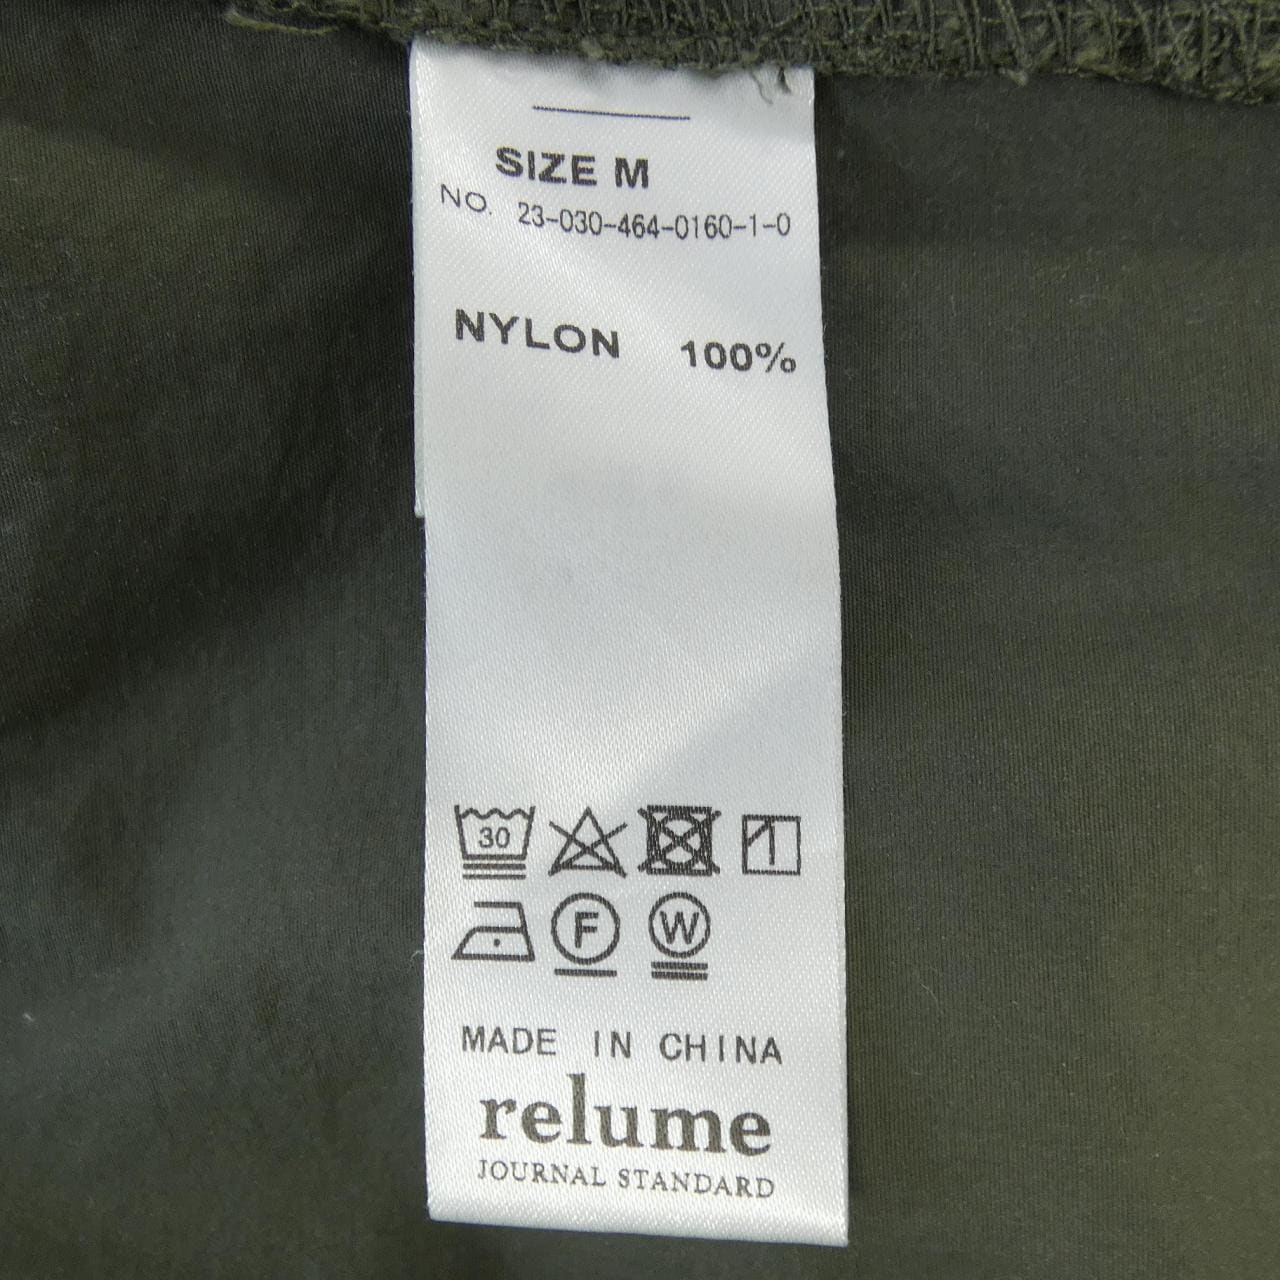 SIZE M
NO. 23-030-464-0160-1-0
NYLON 100%
30
F W
MADE IN CHINA
relume
JOURNAL STANDARD